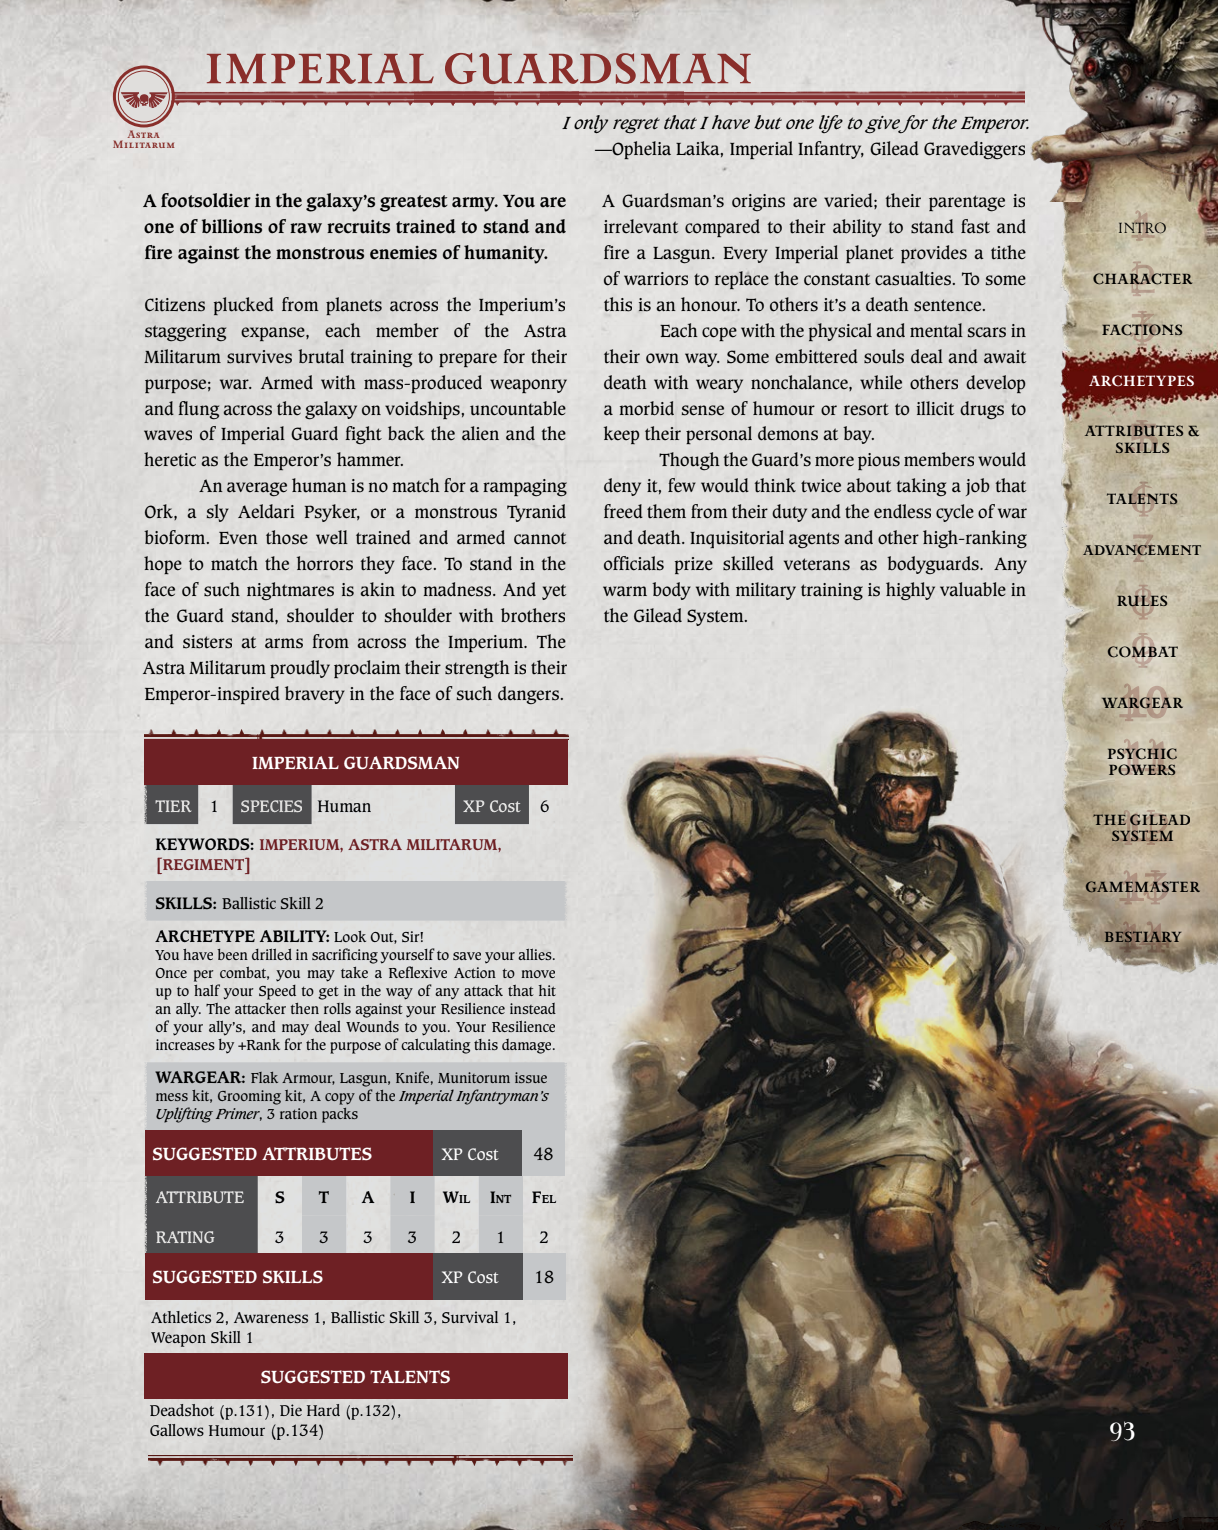 IMPERIAL GUARDSMAN
ASTRA
MILITARUM
I only regret that I have but one life to give for the Emperor.
—Ophelia Laika, Imperial Infantry, Gilead Gravediggers
A footsoldier in the galaxy's greatest army. You are
one of billions of raw recruits trained to stand and
fire against the monstrous enemies of humanity.
Citizens plucked from planets across the Imperium's
staggering expanse, each member of the Astra
Militarum survives brutal training to prepare for their
purpose; war. Armed with mass-produced weaponry
and flung across the galaxy on voidships, uncountable
waves of Imperial Guard fight back the alien and the
heretic as the Emperor's hammer.
An average human is no match for a rampaging
Ork, a sly Aeldari Psyker, or a monstrous Tyranid
bioform. Even those well trained and armed cannot
hope to match the horrors they face. To stand in the
face of such nightmares is akin to madness. And yet
the Guard stand, shoulder to shoulder with brothers
and sisters at arms from across the Imperium. The
Astra Militarum proudly proclaim their strength is their
Emperor-inspired bravery in the face of such dangers.
A Guardsman's origins are varied; their parentage is
irrelevant compared to their ability to stand fast and
fire a Lasgun. Every Imperial planet provides a tithe
of warriors to replace the constant casualties. To some
this is an honour. To others it's a death sentence.
Each cope with the physical and mental scars in
their own way. Some embittered souls deal and await
death with weary nonchalance, while others develop
a morbid sense of humour or resort to illicit drugs to
keep their personal demons at bay.
Though the Guard's more pious members would
deny it, few would think twice about taking a job that
freed them from their duty and the endless cycle of war
and death. Inquisitorial agents and other high-ranking
officials prize skilled veterans as bodyguards. Any
warm body with military training is highly valuable in
the Gilead System.
IMPERIAL GUARDSMAN
TIER 1 SPECIES Human XP Cost 6
KEYWORDS: IMPERIUM, ASTRA MILITARUM,
[REGIMENT]
SKILLS: Ballistic Skill 2
ARCHETYPE ABILITY: Look Out, Sir!
You have been drilled in sacrificing yourself to save your allies.
Once per combat, you may take a Reflexive Action to move
up to half your Speed to get in the way of any attack that hit
an ally. The attacker then rolls against your Resilience instead
of your ally's, and may deal Wounds to you. Your Resilience
increases by +Rank for the purpose of calculating this damage.
WARGEAR: Flak Armour, Lasgun, Knife, Munitorum issue
mess kit, Grooming kit, A copy of the Imperial Infantryman's
Uplifting Primer, 3 ration packs
SUGGESTED ATTRIBUTES XP Cost 48
ATTRIBUTE S T A I WIL INT FEL
RATING 3 3 3 3 2 1 2
SUGGESTED SKILLS XP Cost 18
Athletics 2, Awareness 1, Ballistic Skill 3, Survival 1,
Weapon Skill 1
SUGGESTED TALENTS
Deadshot (p.131), Die Hard (p.132),
Gallows Humour (p.134)
INTRO
CHARACTER
FACTIONS
ARCHETYPES
ATTRIBUTES &
SKILLS
TALENTS
ADVANCEMENT
RULES
COMBAT
WARGEAR
PSYCHIC
POWERS
THE GILEAD
SYSTEM
GAMEMASTER
BESTIARY
93